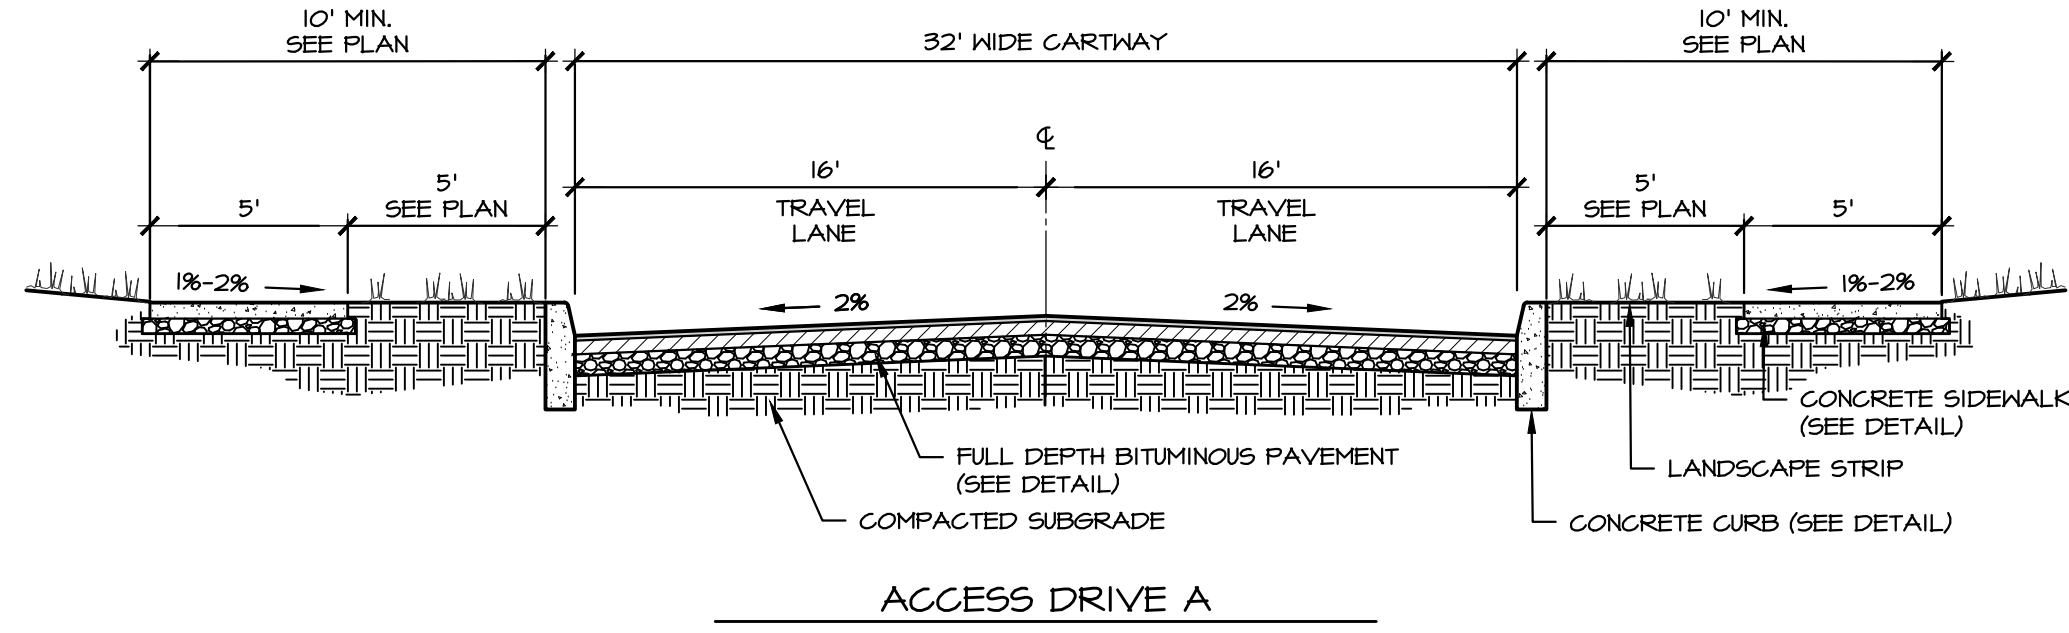 10' MIN.
SEE PLAN
32' WIDE CARTWAY
10' MIN.
SEE PLAN
℄
5'
5'
SEE PLAN
16'
TRAVEL
LANE
16'
TRAVEL
LANE
5'
SEE PLAN
5'
1%-2%
2%
2%
1%-2%
CONCRETE SIDEWALK
(SEE DETAIL)
FULL DEPTH BITUMINOUS PAVEMENT
(SEE DETAIL)
LANDSCAPE STRIP
COMPACTED SUBGRADE
CONCRETE CURB (SEE DETAIL)
ACCESS DRIVE A